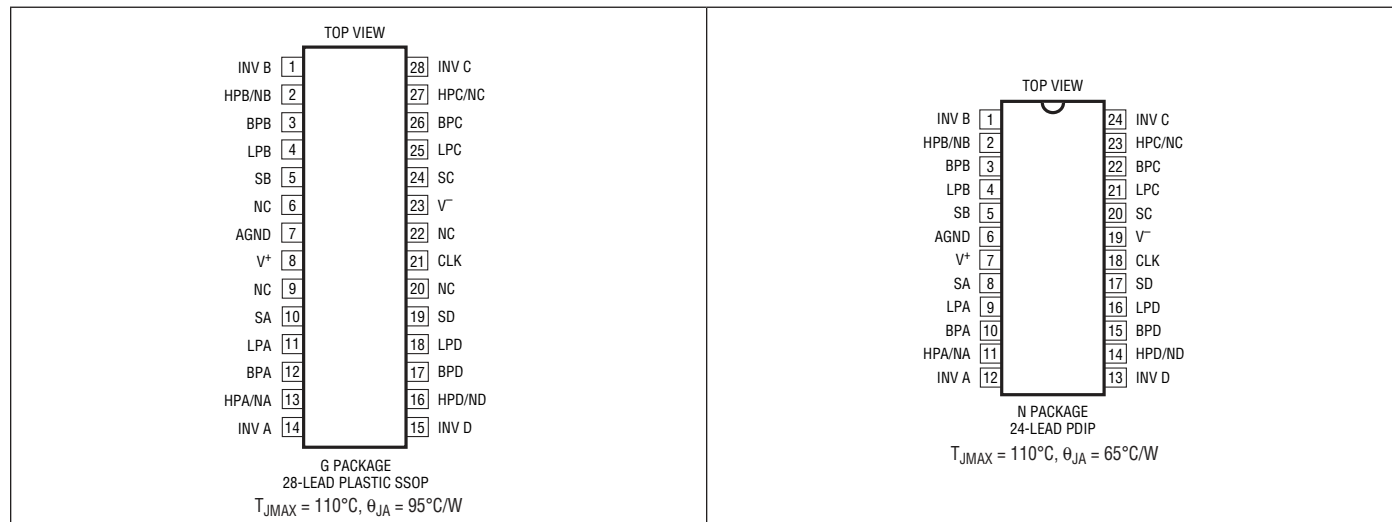 TOP VIEW
INV B 1 28 INV C
HPB/NB 2 27 HPC/NC
BPB 3 26 BPC
LPB 4 25 LPC
SB 5 24 SC
NC 6 23 V⁻
AGND 7 22 NC
V⁺ 8 21 CLK
NC 9 20 NC
SA 10 19 SD
LPA 11 18 LPD
BPA 12 17 BPD
HPA/NA 13 16 HPD/ND
INV A 14 15 INV D
G PACKAGE
28-LEAD PLASTIC SSOP
TJMAX = 110°C, θJA = 95°C/W
TOP VIEW
INV B 1 24 INV C
HPB/NB 2 23 HPC/NC
BPB 3 22 BPC
LPB 4 21 LPC
SB 5 20 SC
AGND 6 19 V⁻
V⁺ 7 18 CLK
SA 8 17 SD
LPA 9 16 LPD
BPA 10 15 BPD
HPA/NA 11 14 HPD/ND
INV A 12 13 INV D
N PACKAGE
24-LEAD PDIP
TJMAX = 110°C, θJA = 65°C/W